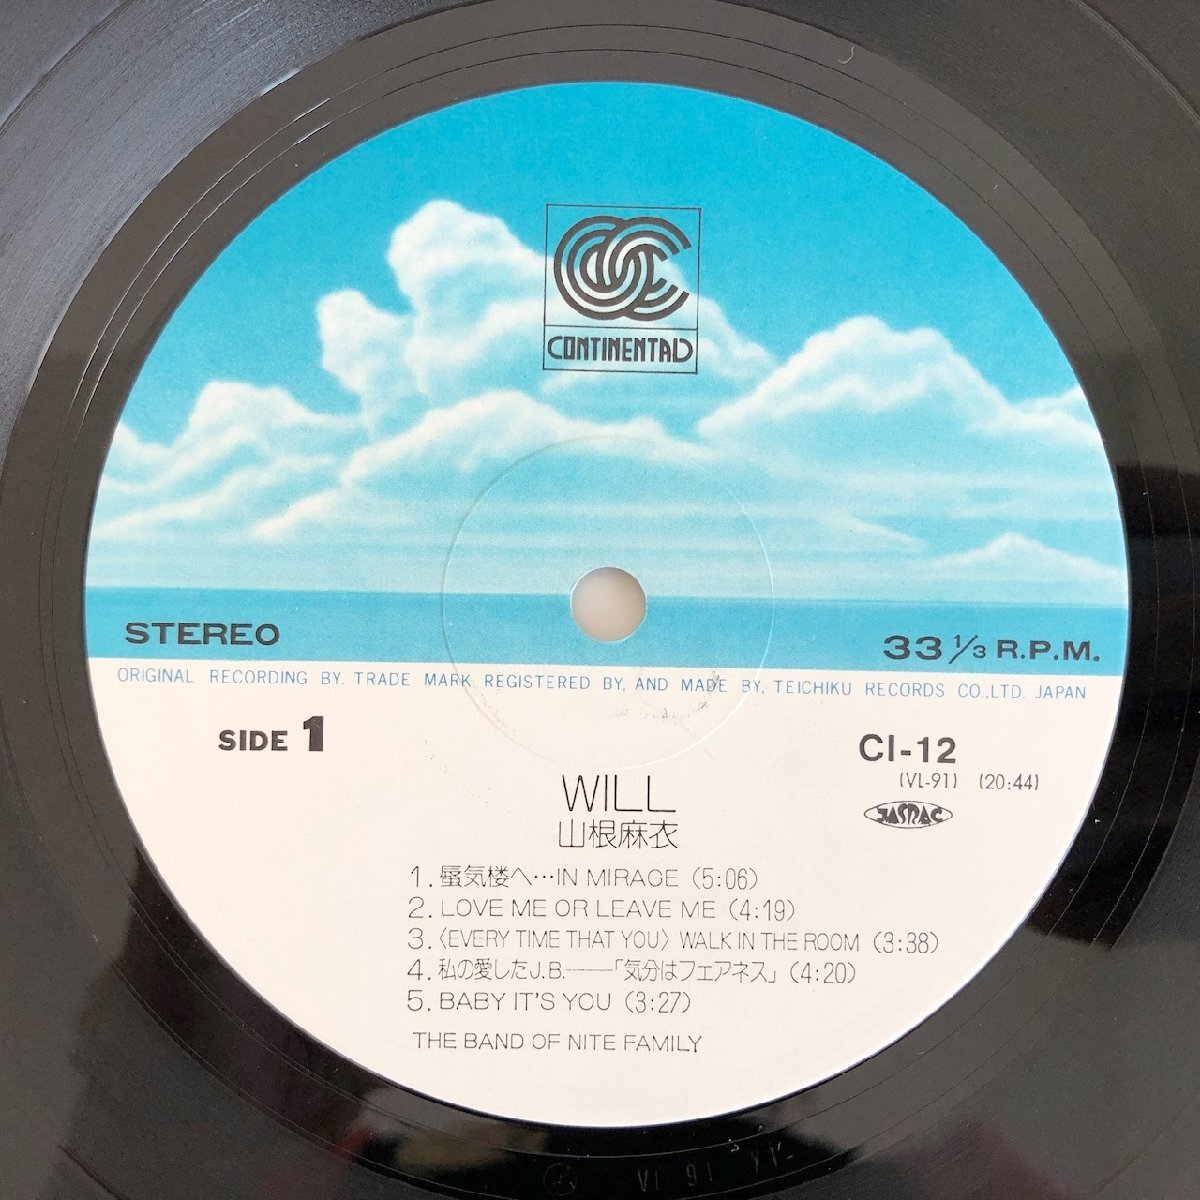 CONTINENTAL
STEREO
33 1/3 R.P.M.
ORIGINAL RECORDING BY. TRADE MARK REGISTERED BY, AND MADE BY, TEICHIKU RECORDS CO.,LTD. JAPAN
SIDE 1
CI-12
(VL-91) (20:44)
JASRAC
WILL
山根麻衣
1. 蜃気楼へ…IN MIRAGE (5:06)
2. LOVE ME OR LEAVE ME (4:19)
3. 〈EVERY TIME THAT YOU〉 WALK IN THE ROOM (3:38)
4. 私の愛したJ.B.——「気分はフェアネス」 (4:20)
5. BABY IT'S YOU (3:27)
THE BAND OF NITE FAMILY
VL 91